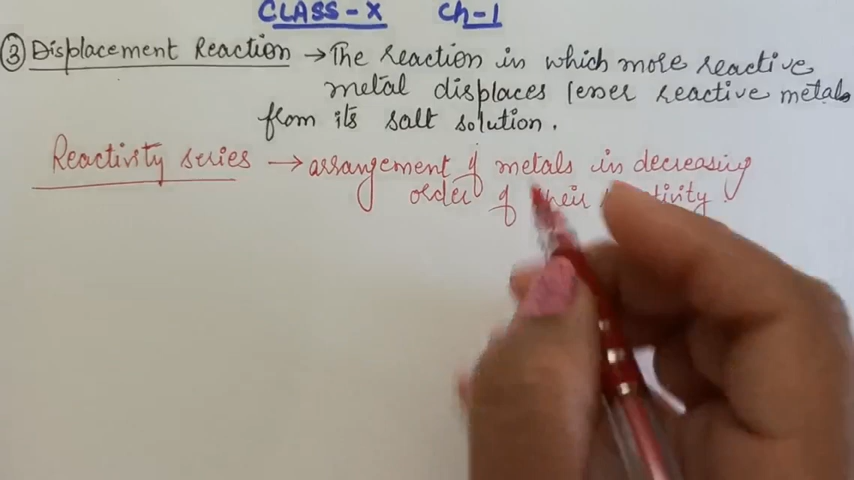 CLASS-X Ch-1
③ Displacement Reaction → The reaction in which more reactive
metal displaces lesser reactive metals
from its salt solution.
Reactivity series → arrangement of metals in decreasing
order of their